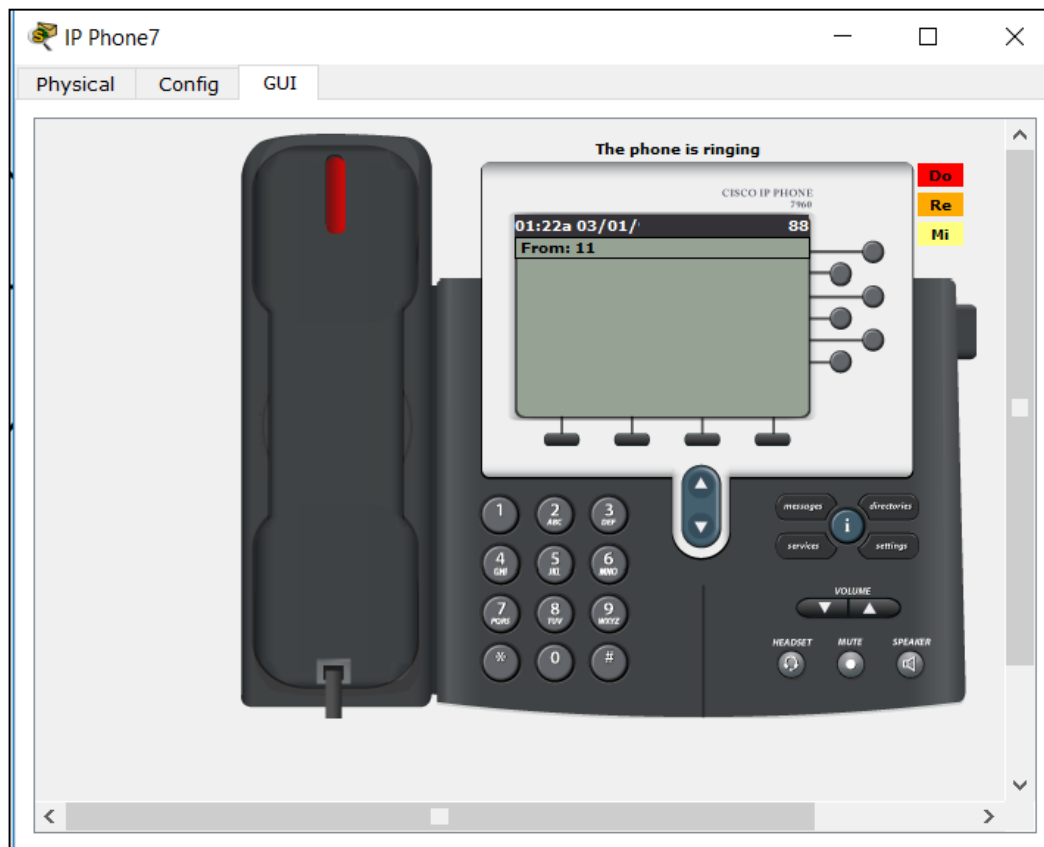 IP Phone7
Physical Config GUI
The phone is ringing
CISCO IP PHONE
7960
Do
Re
Mi
01:22a 03/01/ 88
From: 11
1 2 ABC 3 DEF
4 GHI 5 JKL 6 MNO
7 PQRS 8 TUV 9 WXYZ
* 0 #
messages directories
i
services settings
VOLUME
HEADSET MUTE SPEAKER